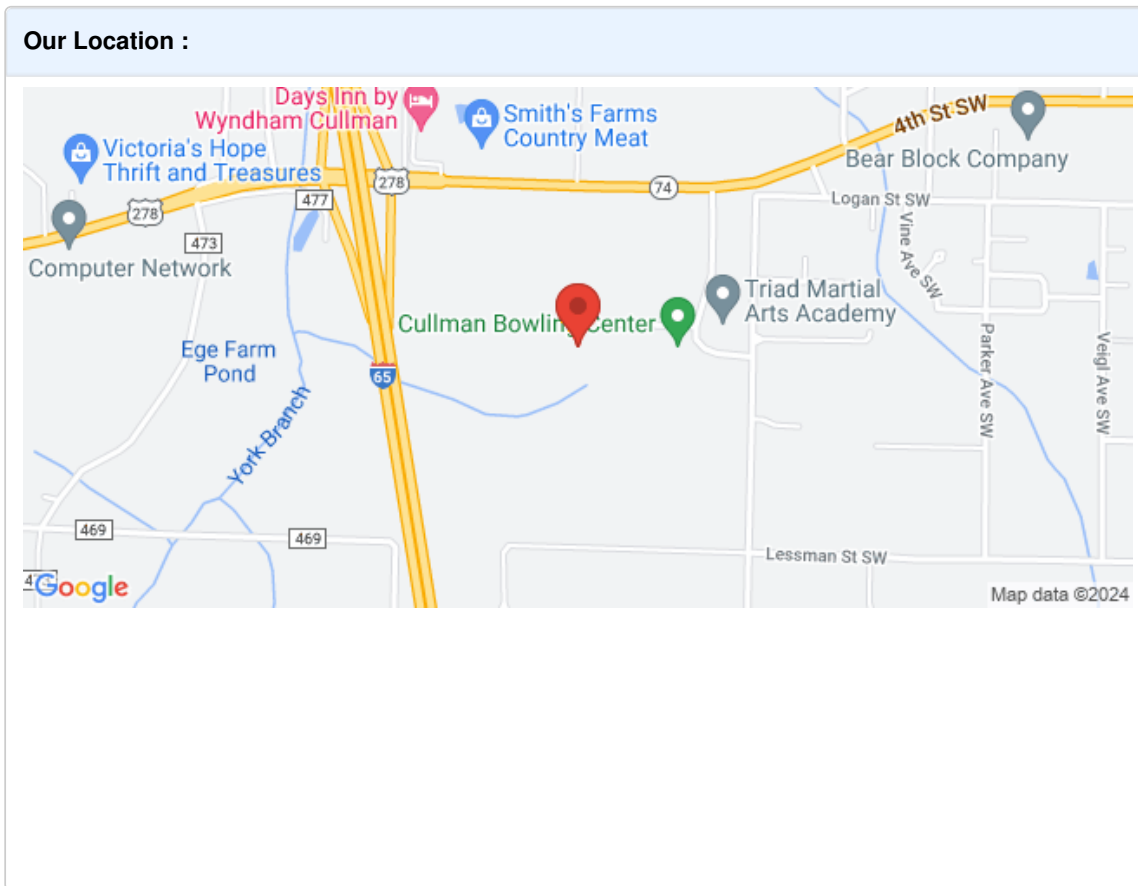 Our Location :
Days Inn by
Wyndham Cullman
Smith's Farms
Country Meat
4th St SW
Bear Block Company
Victoria's Hope
Thrift and Treasures
278
74
477
278
Logan St SW
473
Vine Ave SW
Computer Network
Triad Martial
Arts Academy
Cullman Bowling Center
Ege Farm
Pond
65
Parker Ave SW
Veigl Ave SW
York Branch
469
469
Lessman St SW
Google
Map data ©2024